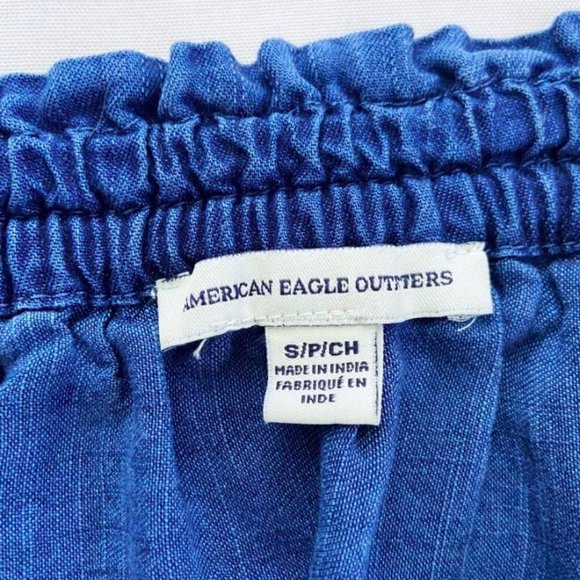 AMERICAN EAGLE OUTFITTERS
S/P/CH
MADE IN INDIA
FABRIQUÉ EN
INDE